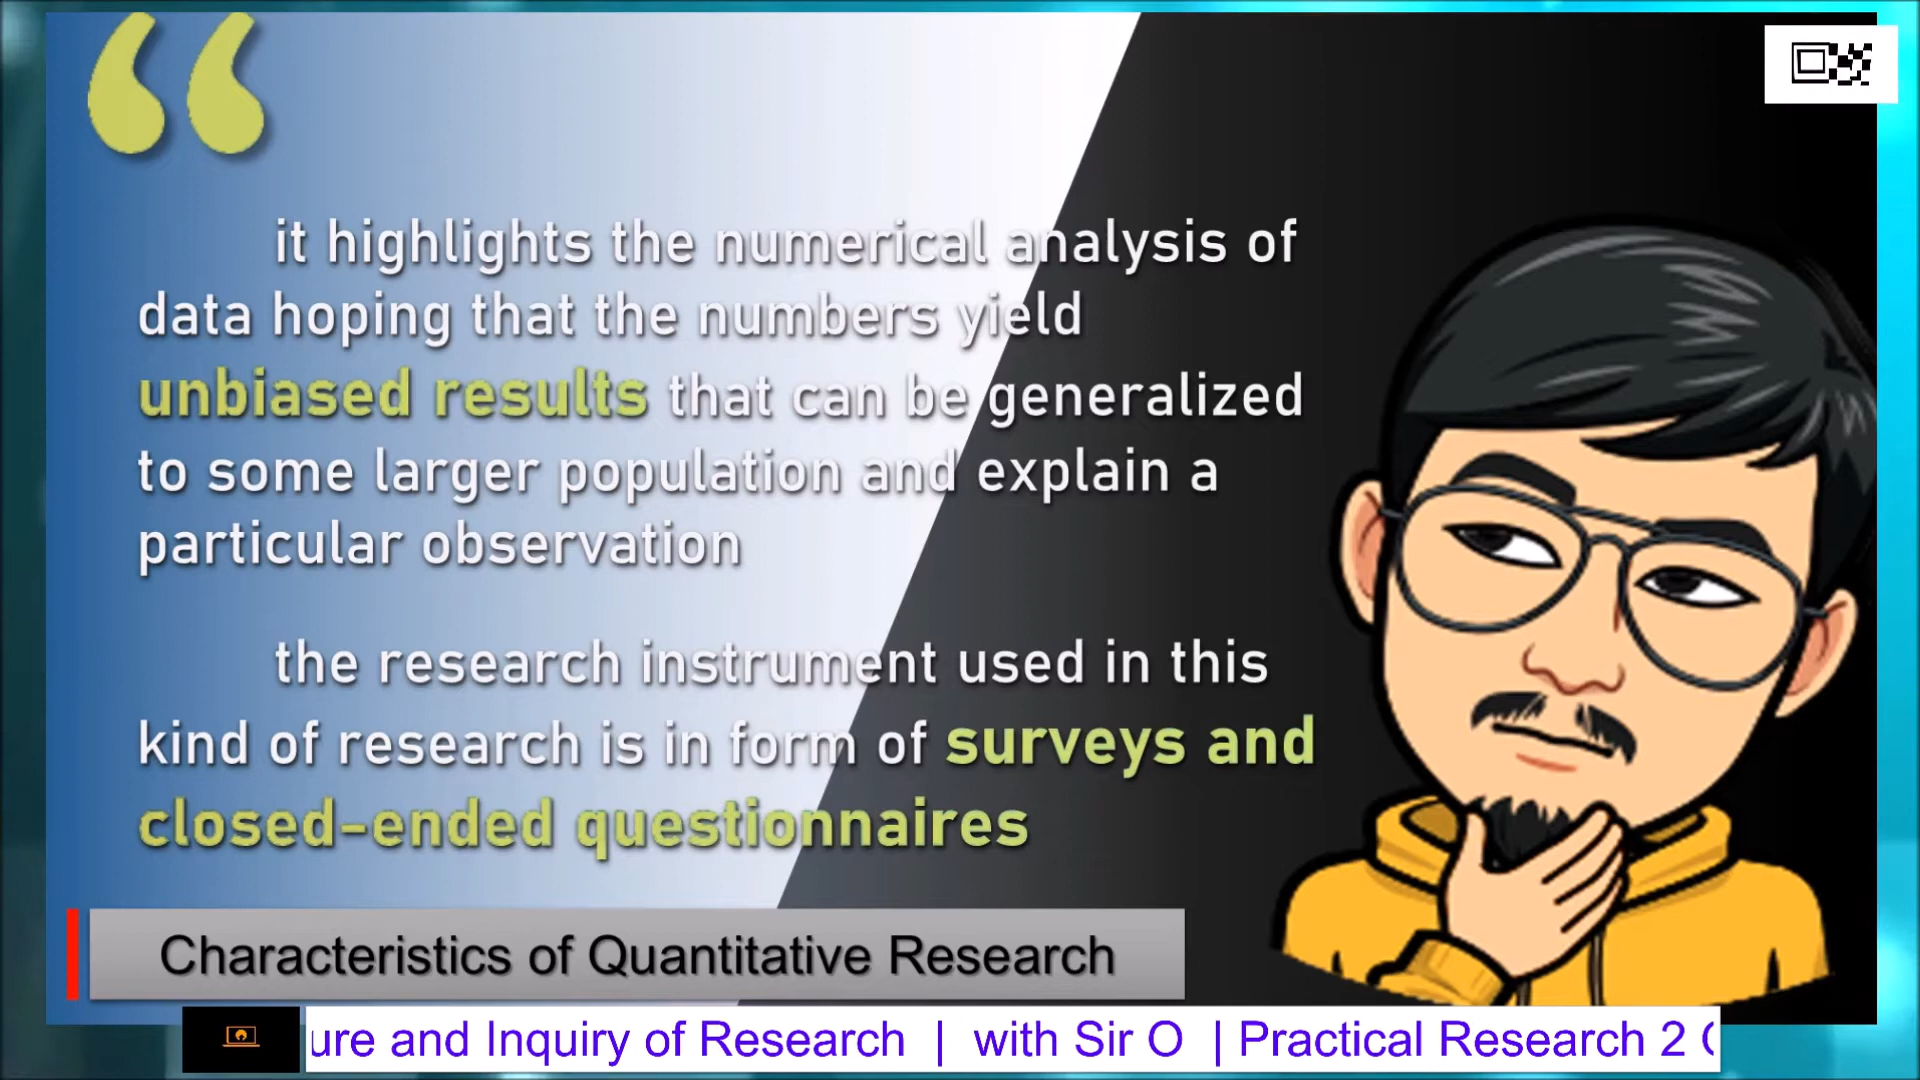 it highlights the numerical analysis of
data hoping that the numbers yield
unbiased results that can be generalized
to some larger population and explain a
particular observation
the research instrument used in this
kind of research is in form of surveys and
closed-ended questionnaires
Characteristics of Quantitative Research
ure and Inquiry of Research | with Sir O | Practical Research 2